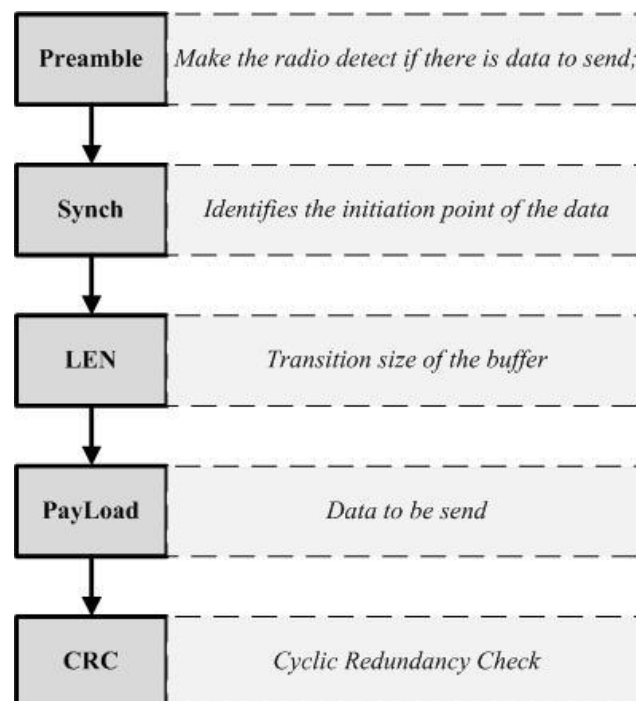 Preamble Make the radio detect if there is data to send;
Synch Identifies the initiation point of the data
LEN Transition size of the buffer
PayLoad Data to be send
CRC Cyclic Redundancy Check